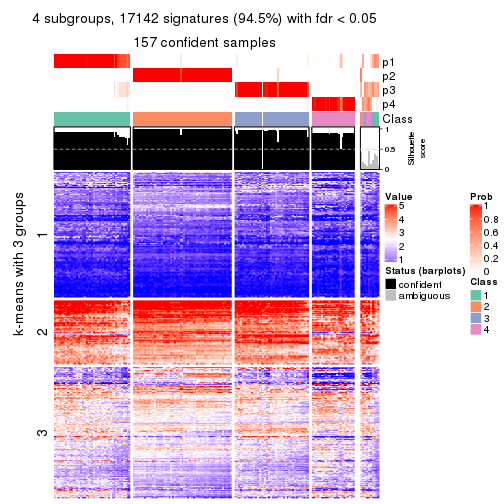 4 subgroups, 17142 signatures (94.5%) with fdr < 0.05
157 confident samples
p1
p2
p3
p4
Class
1
0.5
0
Silhouette
score
k-means with 3 groups
1
2
3
Value
5
4
3
2
1
Prob
1
0.8
0.6
0.4
0.2
0
Status (barplots)
confident
ambiguous
Class
1
2
3
4